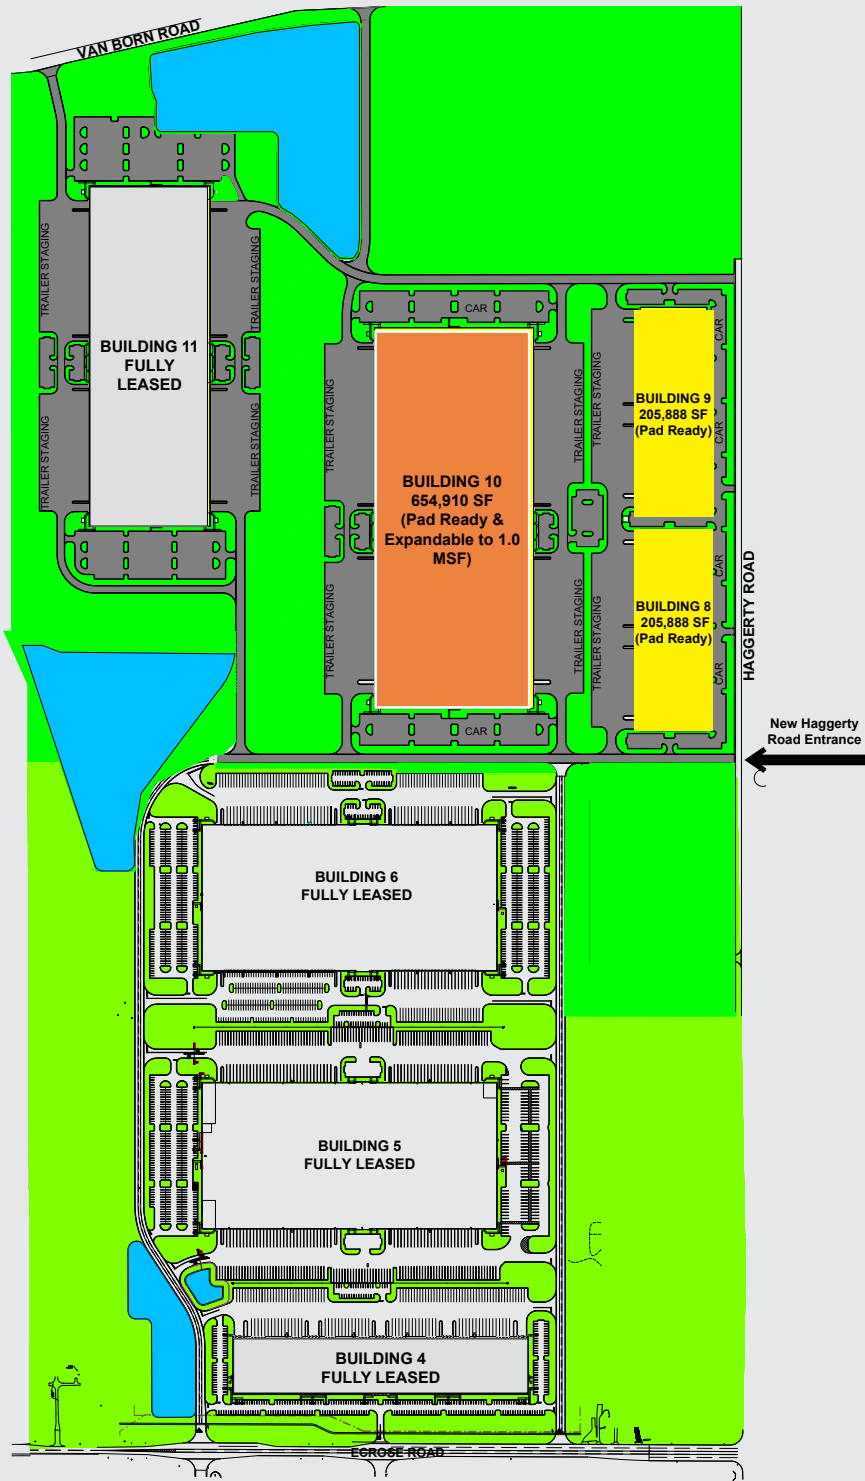 VAN BORN ROAD
TRAILER STAGING
TRAILER STAGING
BUILDING 11
FULLY
LEASED
TRAILER STAGING
TRAILER STAGING
CAR
TRAILER STAGING
TRAILER STAGING
BUILDING 10
654,910 SF
(Pad Ready &
Expandable to 1.0
MSF)
TRAILER STAGING
TRAILER STAGING
CAR
TRAILER STAGING
TRAILER STAGING
BUILDING 9
205,888 SF
(Pad Ready)
CAR
CAR
BUILDING 8
205,888 SF
(Pad Ready)
CAR
CAR
HAGGERTY ROAD
New Haggerty
Road Entrance
BUILDING 6
FULLY LEASED
BUILDING 5
FULLY LEASED
BUILDING 4
FULLY LEASED
ECROSE ROAD